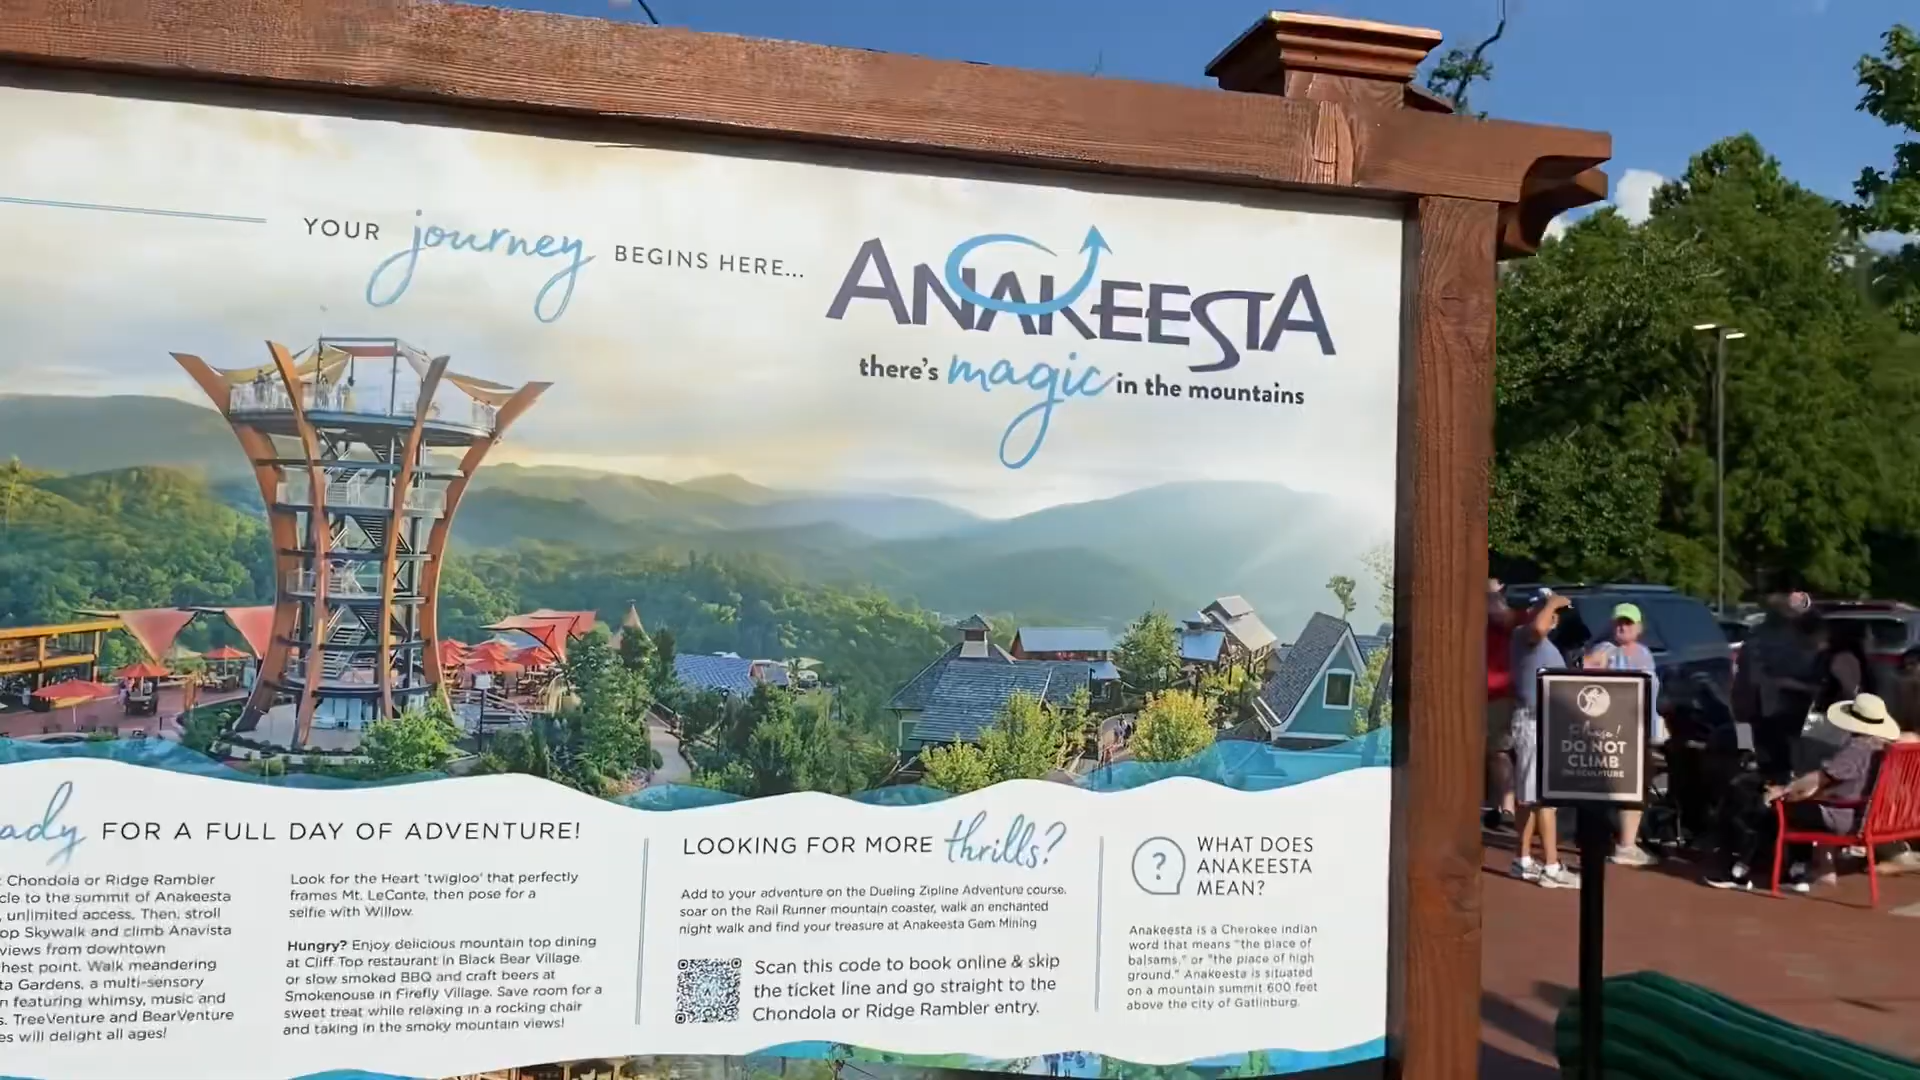 YOUR journey BEGINS HERE...
ANAKEESTA
there's magic in the mountains
ady FOR A FULL DAY OF ADVENTURE!
Chondola or Ridge Rambler
cle to the summit of Anakeesta
, unlimited access. Then, stroll
op Skywalk and climb Anavista
views from downtown
hest point. Walk meandering
ta Gardens, a multi-sensory
n featuring whimsy, music and
s. TreeVenture and BearVenture
es will delight all ages!
Look for the Heart 'twigloo' that perfectly
frames Mt. LeConte, then pose for a
selfie with Willow.
Hungry? Enjoy delicious mountain top dining
at Cliff Top restaurant in Black Bear Village
or slow smoked BBQ and craft beers at
Smokehouse in Firefly Village. Save room for a
sweet treat while relaxing in a rocking chair
and taking in the smoky mountain views!
LOOKING FOR MORE thrills?
Add to your adventure on the Dueling Zipline Adventure course,
soar on the Rail Runner mountain coaster, walk an enchanted
night walk and find your treasure at Anakeesta Gem Mining
Scan this code to book online & skip
the ticket line and go straight to the
Chondola or Ridge Rambler entry.
?
WHAT DOES
ANAKEESTA
MEAN?
Anakeesta is a Cherokee indian
word that means "the place of
balsams," or "the place of high
ground." Anakeesta is situated
on a mountain summit 600 feet
above the city of Gatlinburg.
Please!
DO NOT
CLIMB
ON SCULPTURE